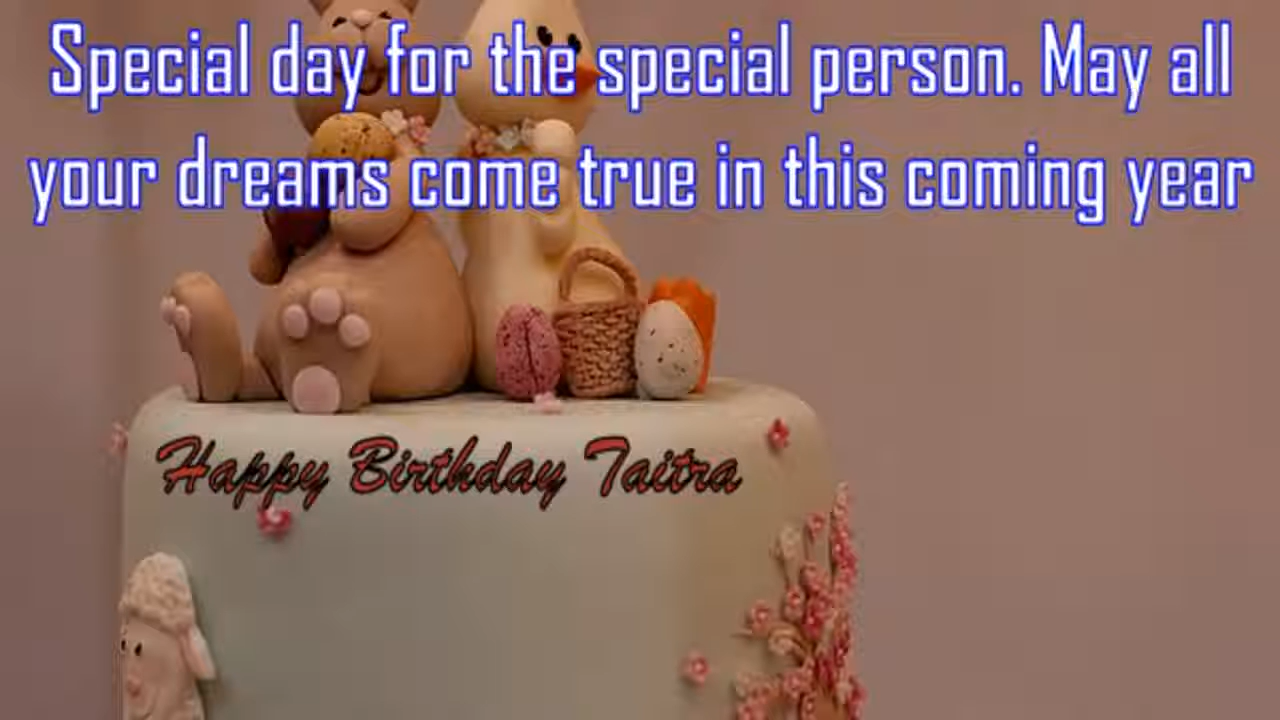 Special day for the special person. May all
your dreams come true in this coming year
Happy Birthday Taitra